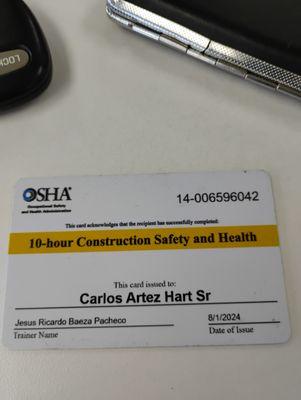 LOCK
OSHA®
14-006596042
Occupational Safety
and Health Administration
This card acknowledges that the recipient has successfully completed:
10-hour Construction Safety and Health
This card issued to:
Carlos Artez Hart Sr
Jesus Ricardo Baeza Pacheco
8/1/2024
Trainer Name
Date of Issue